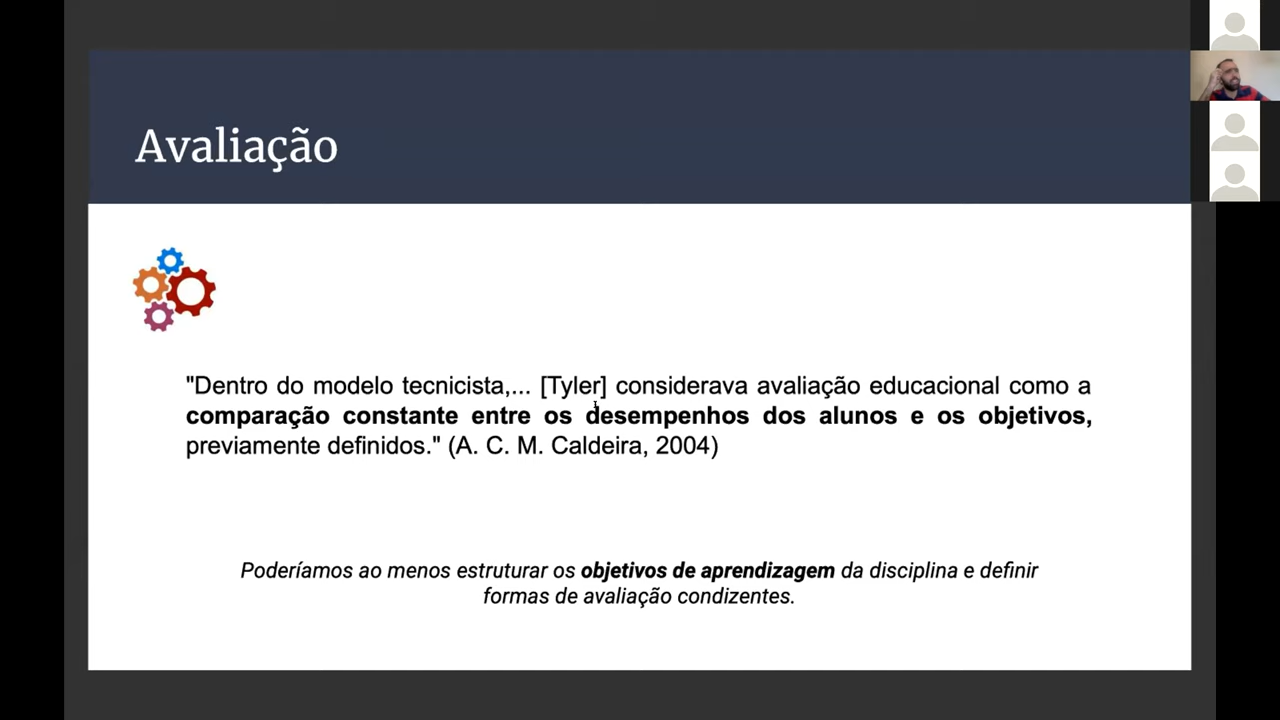 Avaliação
"Dentro do modelo tecnicista,... [Tyler] considerava avaliação educacional como a
comparação constante entre os desempenhos dos alunos e os objetivos,
previamente definidos." (A. C. M. Caldeira, 2004)
Poderíamos ao menos estruturar os objetivos de aprendizagem da disciplina e definir
formas de avaliação condizentes.